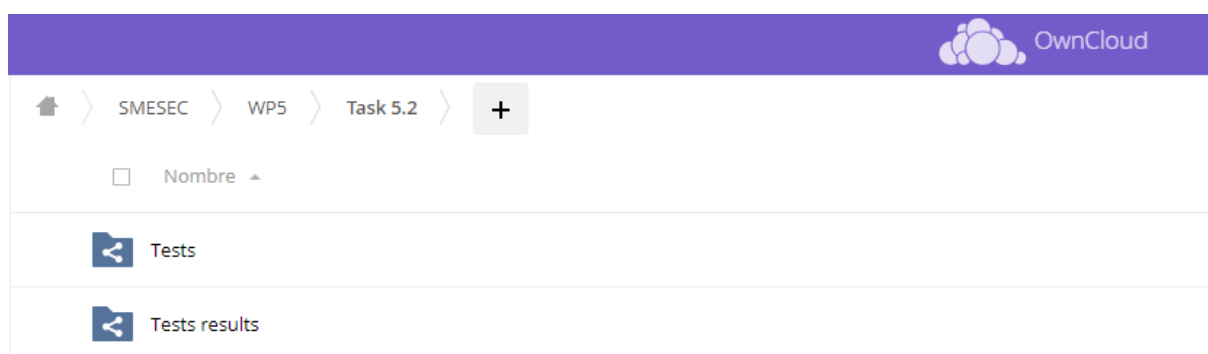 OwnCloud
SMESEC WP5 Task 5.2 +
Nombre
Tests
Tests results